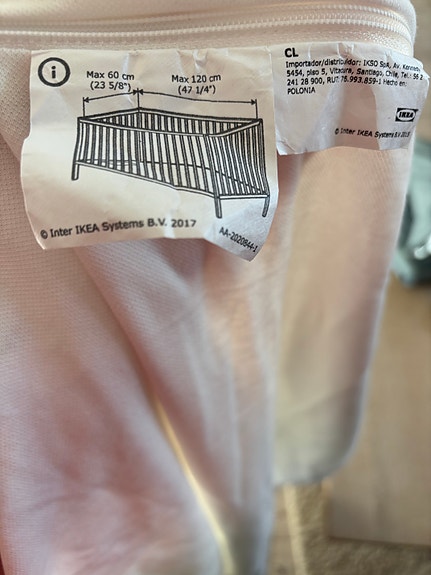 i
Max 60 cm
(23 5/8")
Max 120 cm
(47 1/4")
© Inter IKEA Systems B.V. 2017
AA-2020844-1
CL
Importador/distribuidor: IKSO SpA, Av. Kennedy
5454, piso 5, Vitacura, Santiago, Chile, Tel.: 56 2
241 28 900, RUT: 76.993.859-1 Hecho en
POLONIA
IKEA
© Inter IKEA Systems B.V.